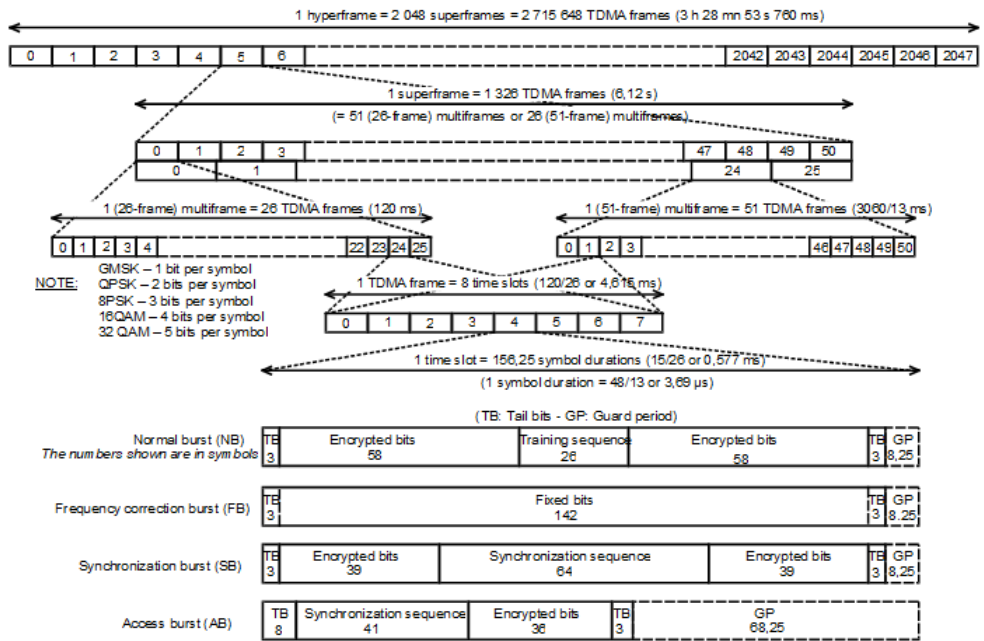 1 hyperframe = 2 048 superframes = 2 715 648 TDMA frames (3 h 28 mn 53 s 760 ms)
0 1 2 3 4 5 6 2042 2043 2044 2045 2046 2047
1 superframe = 1 326 TDMA frames (6,12 s)
(= 51 (26-frame) multiframes or 26 (51-frame) multiframes)
0 1 2 3 47 48 49 50
0 1 24 25
1 (26-frame) multiframe = 26 TDMA frames (120 ms) 1 (51-frame) multiframe = 51 TDMA frames (3060/13 ms)
0 1 2 3 4 22 23 24 25 0 1 2 3 46 47 48 49 50
NOTE: GMSK – 1 bit per symbol
QPSK – 2 bits per symbol
8PSK – 3 bits per symbol
16QAM – 4 bits per symbol
32 QAM – 5 bits per symbol
1 TDMA frame = 8 time slots (120/26 or 4,615 ms)
0 1 2 3 4 5 6 7
1 time slot = 156,25 symbol durations (15/26 or 0,577 ms)
(1 symbol duration = 48/13 or 3,69 µs)
(TB: Tail bits - GP: Guard period)
Normal burst (NB) TB Encrypted bits Training sequence Encrypted bits TB GP
The numbers shown are in symbols 3 58 26 58 3 8,25
Frequency correction burst (FB) TB Fixed bits TB GP
3 142 3 8.25
Synchronization burst (SB) TB Encrypted bits Synchronization sequence Encrypted bits TB GP
3 39 64 39 3 8,25
Access burst (AB) TB Synchronization sequence Encrypted bits TB GP
8 41 36 3 68,25